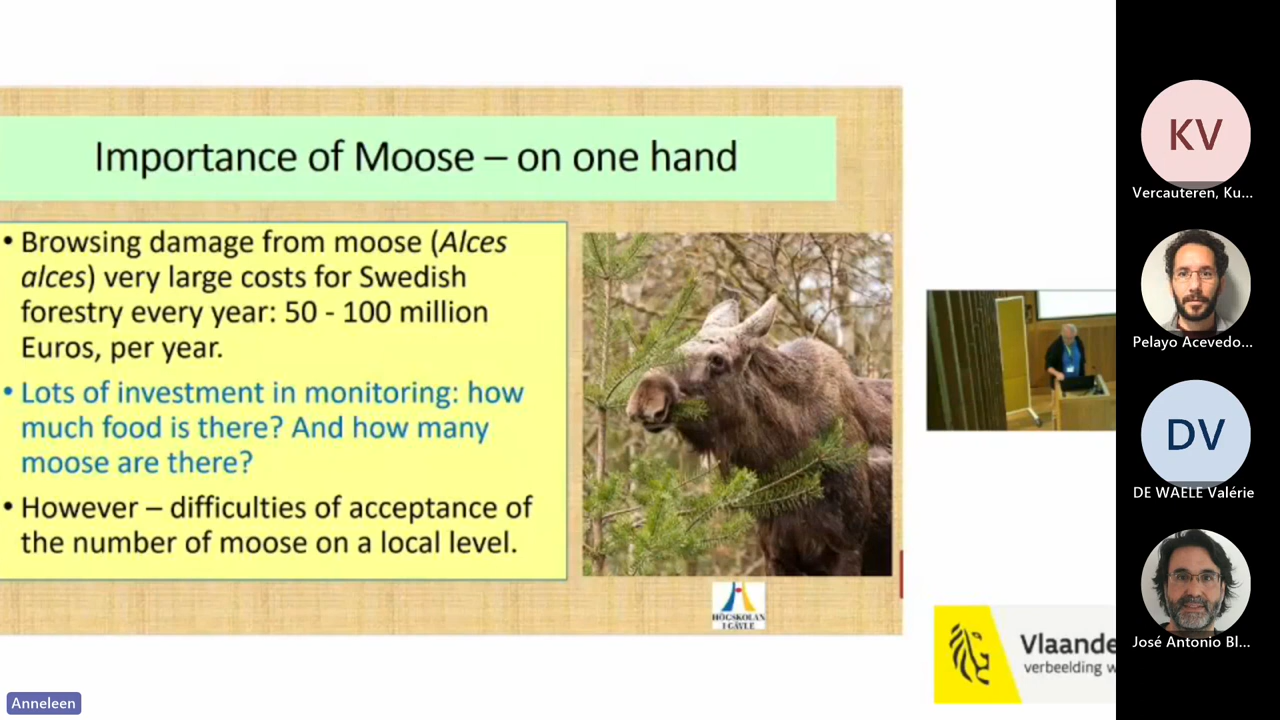 Importance of Moose – on one hand
• Browsing damage from moose (Alces
alces) very large costs for Swedish
forestry every year: 50 - 100 million
Euros, per year.
• Lots of investment in monitoring: how
much food is there? And how many
moose are there?
• However – difficulties of acceptance of
the number of moose on a local level.
HÖGSKOLAN
I GÄVLE
Vlaande
verbeelding w
KV
Vercauteren, Ku...
Pelayo Acevedo...
DV
DE WAELE Valérie
José Antonio Bl...
Anneleen